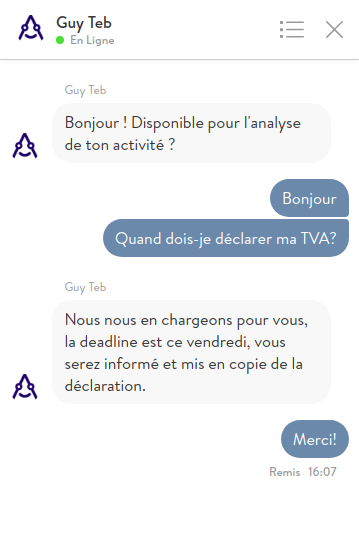 Guy Teb
En Ligne
Guy Teb
Bonjour ! Disponible pour l'analyse
de ton activité ?
Bonjour
Quand dois-je déclarer ma TVA?
Guy Teb
Nous nous en chargeons pour vous,
la deadline est ce vendredi, vous
serez informé et mis en copie de la
déclaration.
Merci!
Remis 16:07